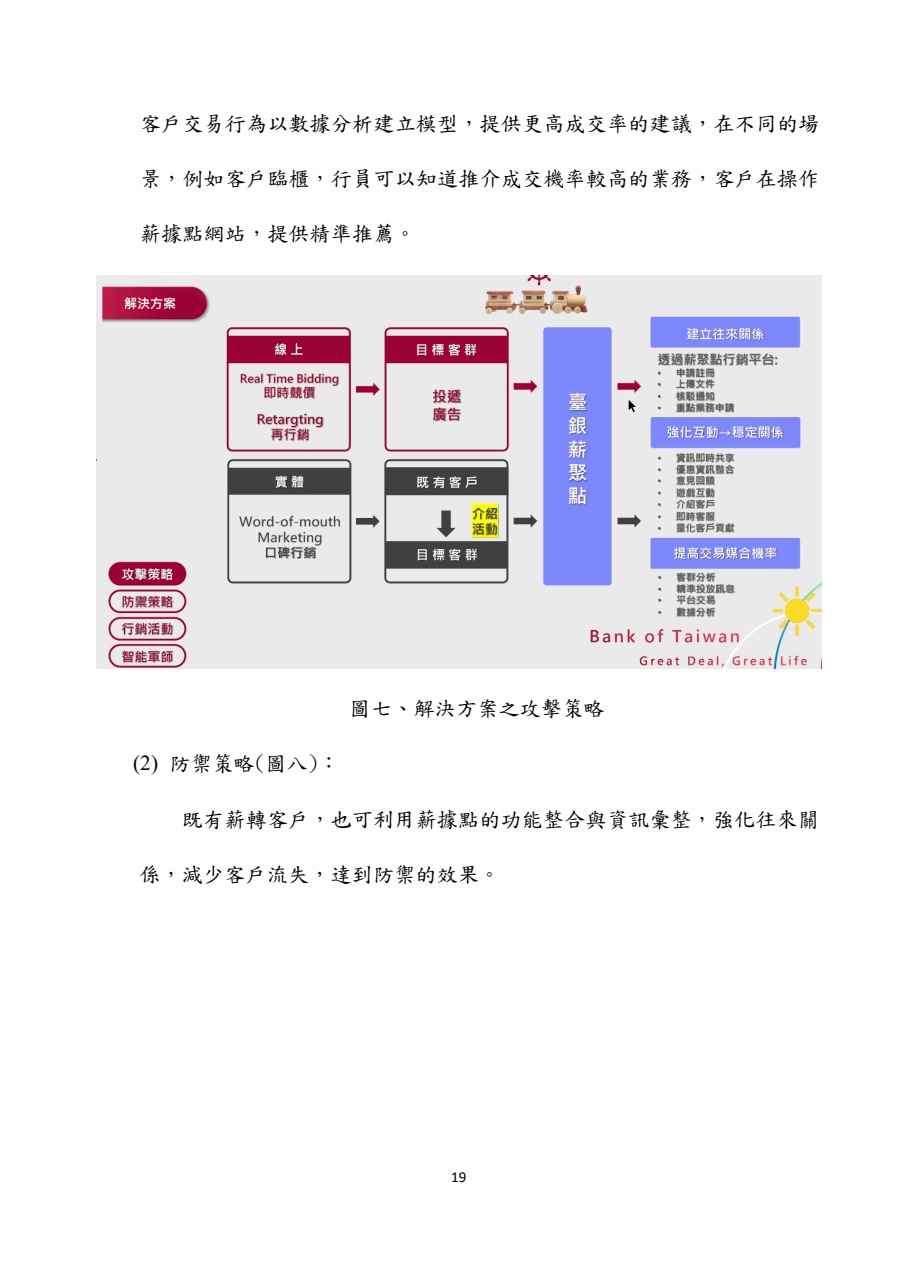 客戶交易行為以數據分析建立模型，提供更高成交率的建議，在不同的場
景，例如客戶臨櫃，行員可以知道推介成交機率較高的業務，客戶在操作
薪據點網站，提供精準推薦。
解決方案
線上
Real Time Bidding
即時競價
Retargting
再行銷
目標客群
投遞
廣告
實體
Word-of-mouth
Marketing
口碑行銷
既有客戶
介紹
活動
目標客群
臺銀薪聚點
建立往來關係
透過薪聚點行銷平台:
• 申請註冊
• 上傳文件
• 核駁通知
• 重點業務申請
強化互動→穩定關係
• 資訊即時共享
• 優惠資訊整合
• 意見回饋
• 遊戲互動
• 介紹客戶
• 即時客服
• 量化客戶貢獻
提高交易媒合機率
• 客群分析
• 精準投放訊息
• 平台交易
• 數據分析
攻擊策略
防禦策略
行銷活動
智能軍師
Bank of Taiwan
Great Deal, Great Life
圖七、解決方案之攻擊策略
(2) 防禦策略(圖八)：
既有薪轉客戶，也可利用薪據點的功能整合與資訊彙整，強化往來關
係，減少客戶流失，達到防禦的效果。
19